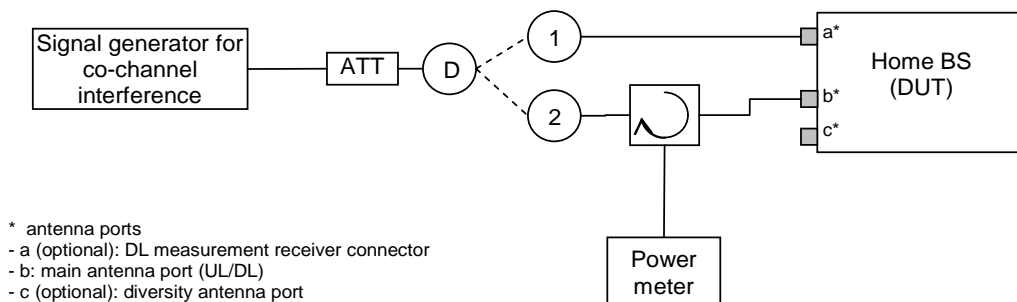 Signal generator for
co-channel
interference
ATT
D
1
2
a*
b*
c*
Home BS
(DUT)
Power
meter
* antenna ports
- a (optional): DL measurement receiver connector
- b: main antenna port (UL/DL)
- c (optional): diversity antenna port